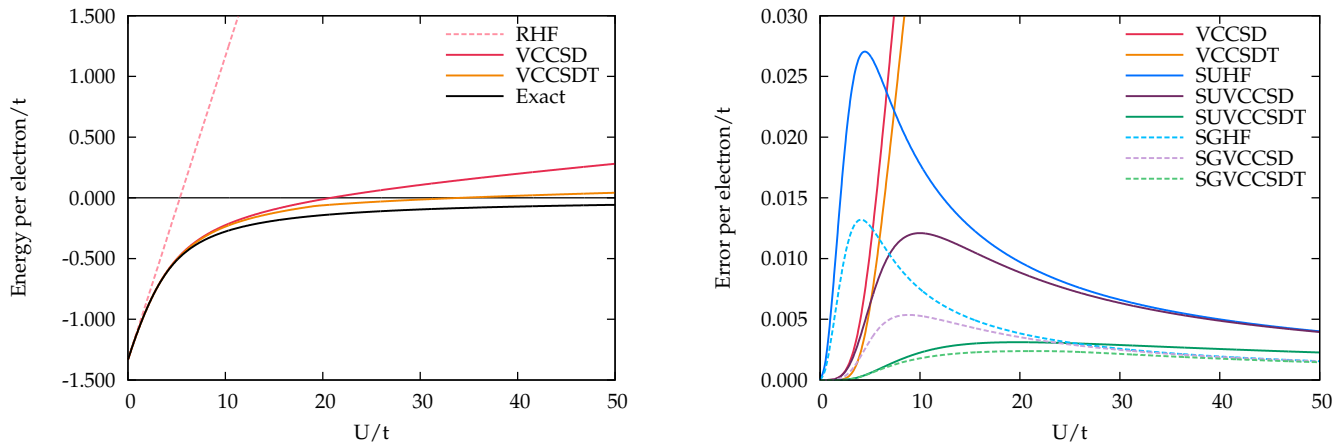 1.500
1.000
0.500
0.000
-0.500
-1.000
-1.500
Energy per electron/t
0 10 20 30 40 50
U/t
RHF
VCCSD
VCCSDT
Exact
0.030
0.025
0.020
0.015
0.010
0.005
0.000
Error per electron/t
0 10 20 30 40 50
U/t
VCCSD
VCCSDT
SUHF
SUVCCSD
SUVCCSDT
SGHF
SGVCCSD
SGVCCSDT